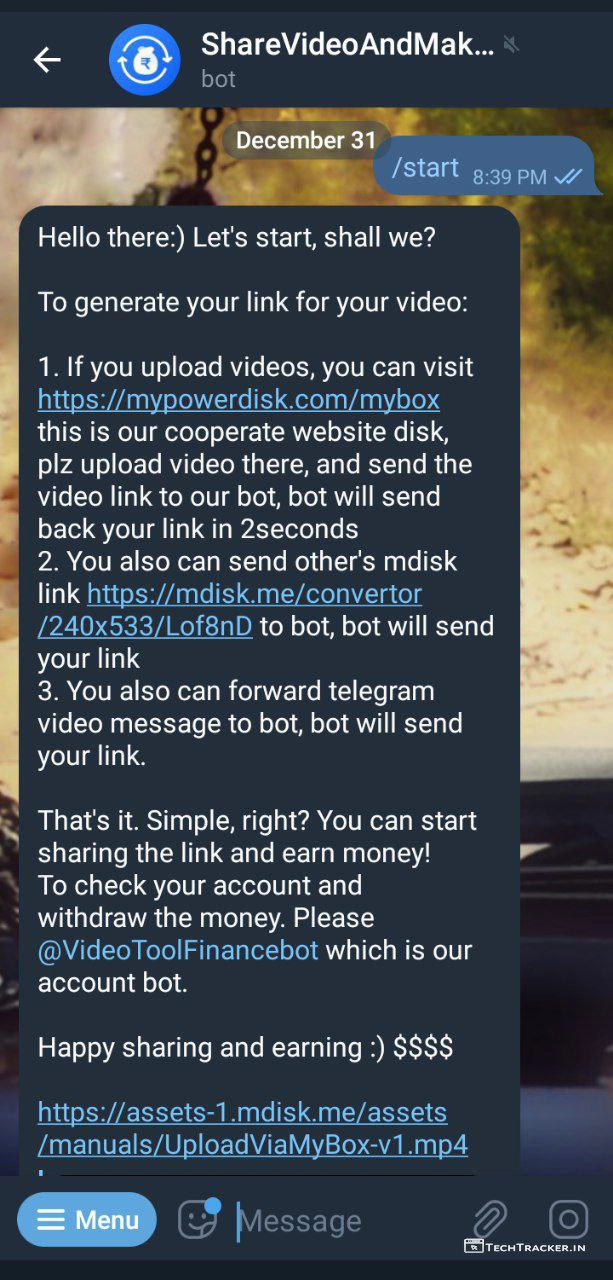 ShareVideoAndMak...
bot
December 31
/start 8:39 PM
Hello there:) Let's start, shall we?
To generate your link for your video:
1. If you upload videos, you can visit
https://mypowerdisk.com/mybox
this is our cooperate website disk,
plz upload video there, and send the
video link to our bot, bot will send
back your link in 2seconds
2. You also can send other's mdisk
link https://mdisk.me/convertor
/240x533/Lof8nD to bot, bot will send
your link
3. You also can forward telegram
video message to bot, bot will send
your link.
That's it. Simple, right? You can start
sharing the link and earn money!
To check your account and
withdraw the money. Please
@VideoToolFinancebot which is our
account bot.
Happy sharing and earning :) $$$$
https://assets-1.mdisk.me/assets
/manuals/UploadViaMyBox-v1.mp4
Menu
Message
TECHTRACKER.IN